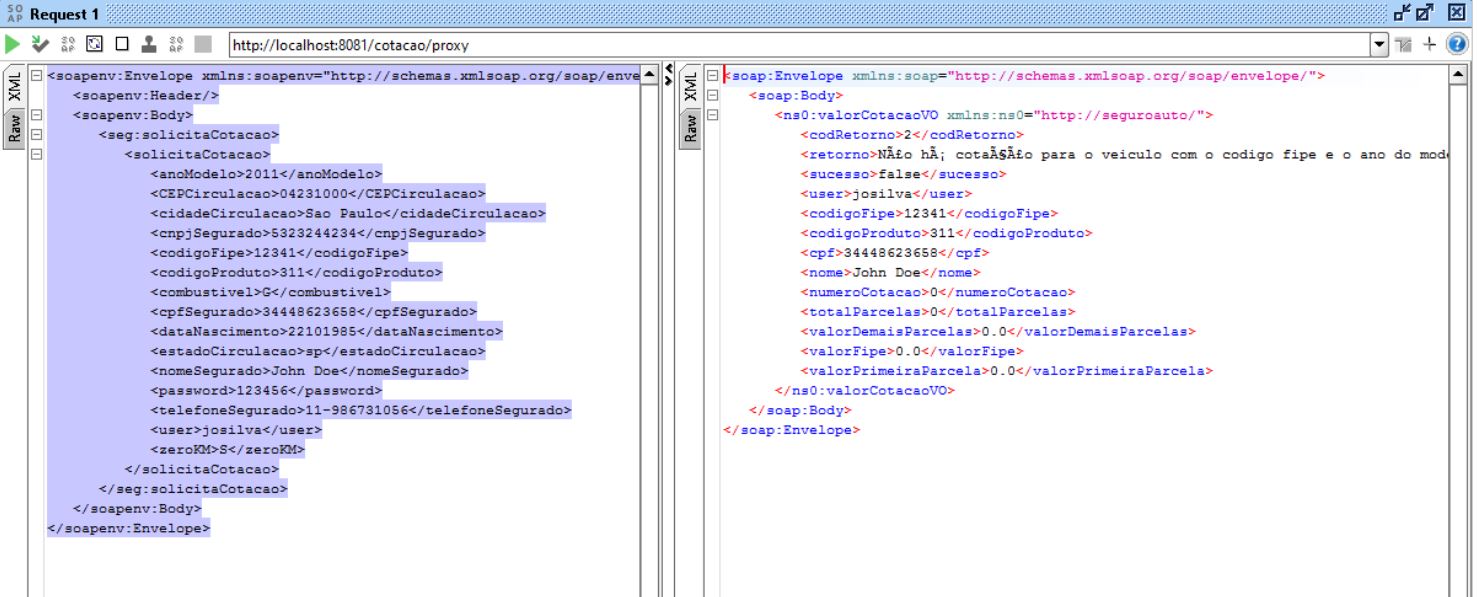 SO
AP
Request 1
SO
AP
SO
AP
http://localhost:8081/cotacao/proxy
XML
Raw
<soapenv:Envelope xmlns:soapenv="http://schemas.xmlsoap.org/soap/enve
<soapenv:Header/>
<soapenv:Body>
<seg:solicitaCotacao>
<solicitaCotacao>
<anoModelo>2011</anoModelo>
<CEPCirculacao>04231000</CEPCirculacao>
<cidadeCirculacao>Sao Paulo</cidadeCirculacao>
<cnpjSegurado>5323244234</cnpjSegurado>
<codigoFipe>12341</codigoFipe>
<codigoProduto>311</codigoProduto>
<combustivel>G</combustivel>
<cpfSegurado>34448623658</cpfSegurado>
<dataNascimento>22101985</dataNascimento>
<estadoCirculacao>sp</estadoCirculacao>
<nomeSegurado>John Doe</nomeSegurado>
<password>123456</password>
<telefoneSegurado>11-986731056</telefoneSegurado>
<user>josilva</user>
<zeroKM>S</zeroKM>
</solicitaCotacao>
</seg:solicitaCotacao>
</soapenv:Body>
</soapenv:Envelope>
XML
Raw
<soap:Envelope xmlns:soap="http://schemas.xmlsoap.org/soap/envelope/">
<soap:Body>
<ns0:valorCotacaoVO xmlns:ns0="http://seguroauto/">
<codRetorno>2</codRetorno>
<retorno>NÃ£o hÃ¡ cotaÃ§Ã£o para o veiculo com o codigo fipe e o ano do mode
<sucesso>false</sucesso>
<user>josilva</user>
<codigoFipe>12341</codigoFipe>
<codigoProduto>311</codigoProduto>
<cpf>34448623658</cpf>
<nome>John Doe</nome>
<numeroCotacao>0</numeroCotacao>
<totalParcelas>0</totalParcelas>
<valorDemaisParcelas>0.0</valorDemaisParcelas>
<valorFipe>0.0</valorFipe>
<valorPrimeiraParcela>0.0</valorPrimeiraParcela>
</ns0:valorCotacaoVO>
</soap:Body>
</soap:Envelope>